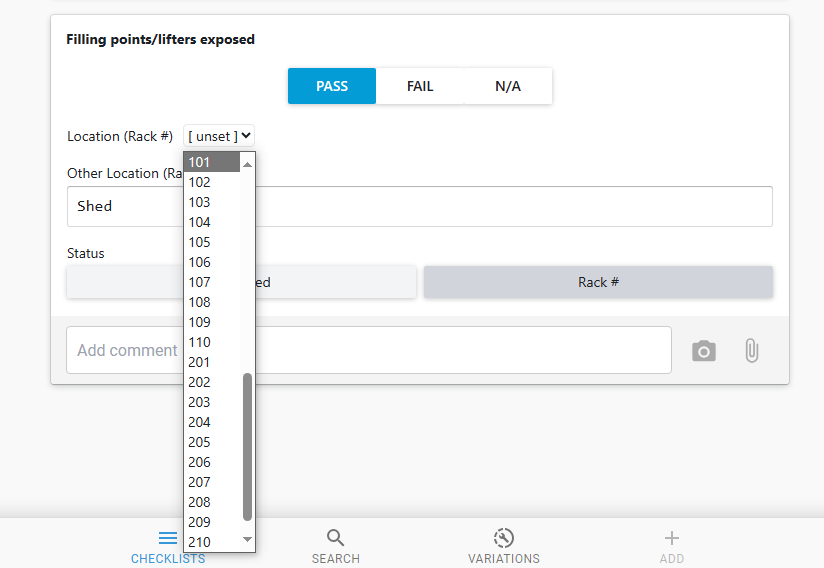 Filling points/lifters exposed
PASS FAIL N/A
Location (Rack #) [ unset ]
101
102
103
104
105
106
107
108
109
110
201
202
203
204
205
206
207
208
209
210
Other Location (Ra
Shed
Status
ed Rack #
Add comment
CHECKLISTS SEARCH VARIATIONS ADD